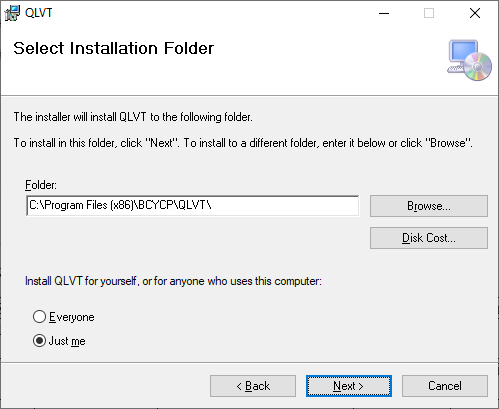 QLVT
Select Installation Folder
The installer will install QLVT to the following folder.
To install in this folder, click "Next". To install to a different folder, enter it below or click "Browse".
Folder:
C:\Program Files (x86)\BCYCP\QLVT\
Browse...
Disk Cost...
Install QLVT for yourself, or for anyone who uses this computer:
Everyone
Just me
< Back
Next >
Cancel